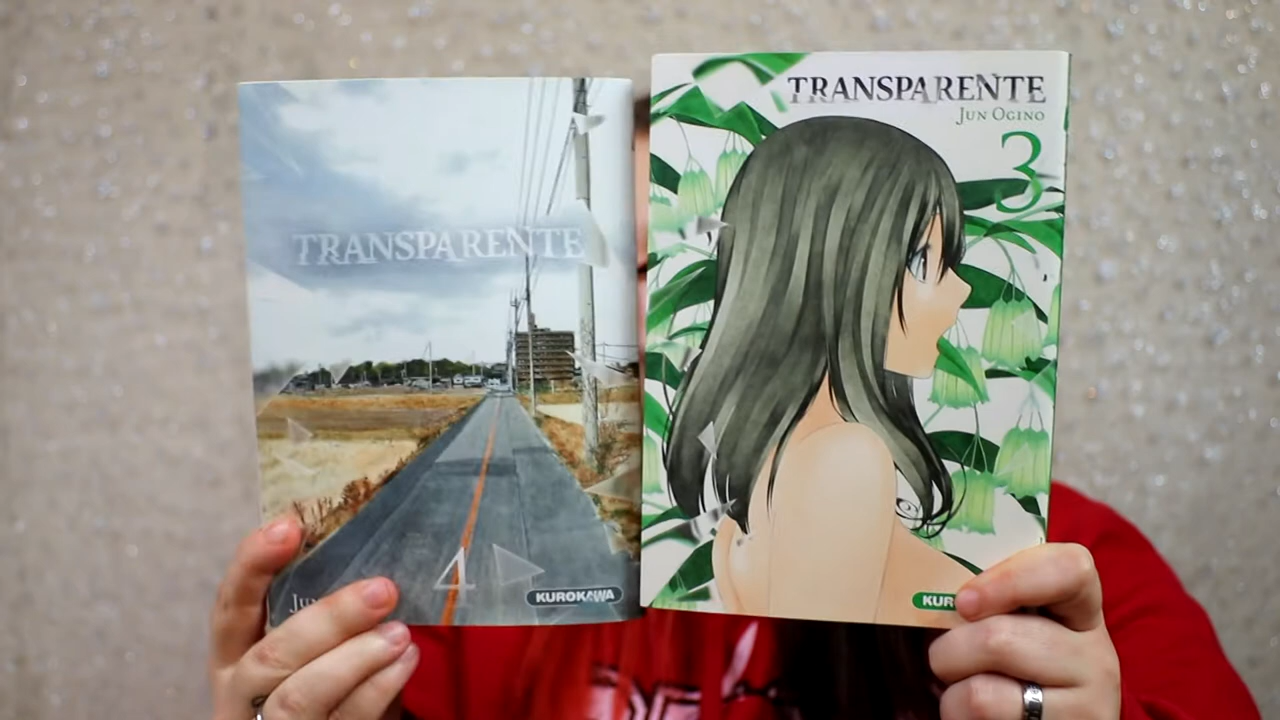 TRANSPARENTE
4
KUROKAWA
TRANSPARENTE
JUN OGINO
3